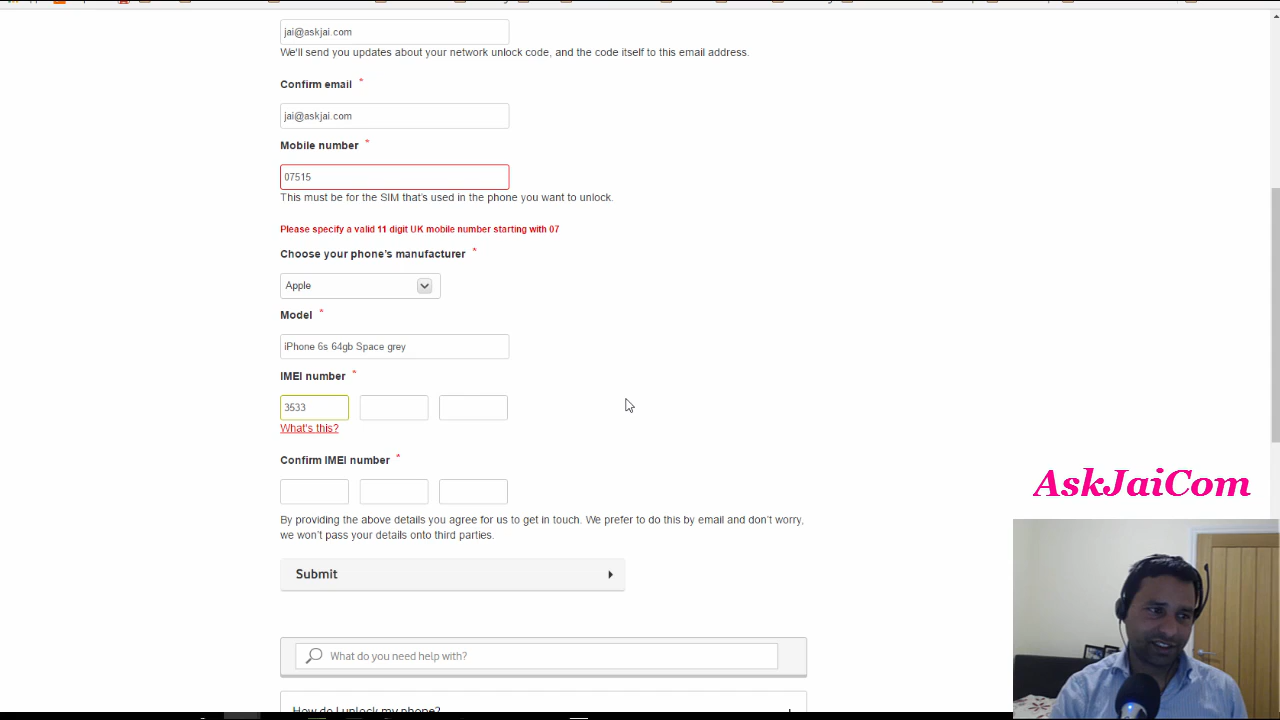 jai@askjai.com
We'll send you updates about your network unlock code, and the code itself to this email address.
Confirm email *
jai@askjai.com
Mobile number *
07515
This must be for the SIM that's used in the phone you want to unlock.
Please specify a valid 11 digit UK mobile number starting with 07
Choose your phone's manufacturer *
Apple
Model *
iPhone 6s 64gb Space grey
IMEI number *
3533
What's this?
Confirm IMEI number *
By providing the above details you agree for us to get in touch. We prefer to do this by email and don't worry,
we won't pass your details onto third parties.
Submit
What do you need help with?
How do I unlock my phone?
AskJaiCom